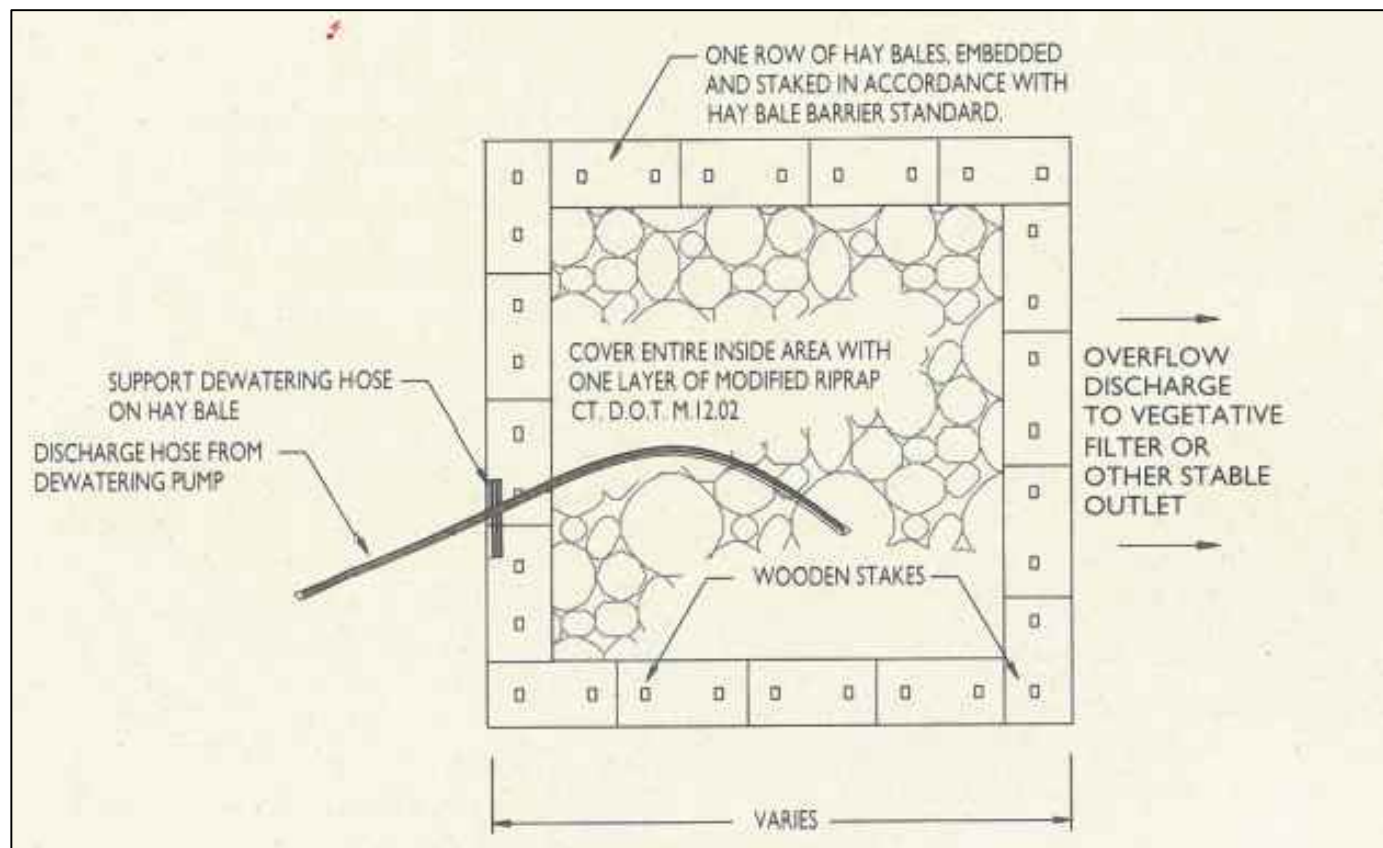 ONE ROW OF HAY BALES, EMBEDDED
AND STAKED IN ACCORDANCE WITH
HAY BALE BARRIER STANDARD.
COVER ENTIRE INSIDE AREA WITH
ONE LAYER OF MODIFIED RIPRAP
CT. D.O.T. M.12.02
SUPPORT DEWATERING HOSE
ON HAY BALE
DISCHARGE HOSE FROM
DEWATERING PUMP
OVERFLOW
DISCHARGE
TO VEGETATIVE
FILTER OR
OTHER STABLE
OUTLET
WOODEN STAKES
VARIES